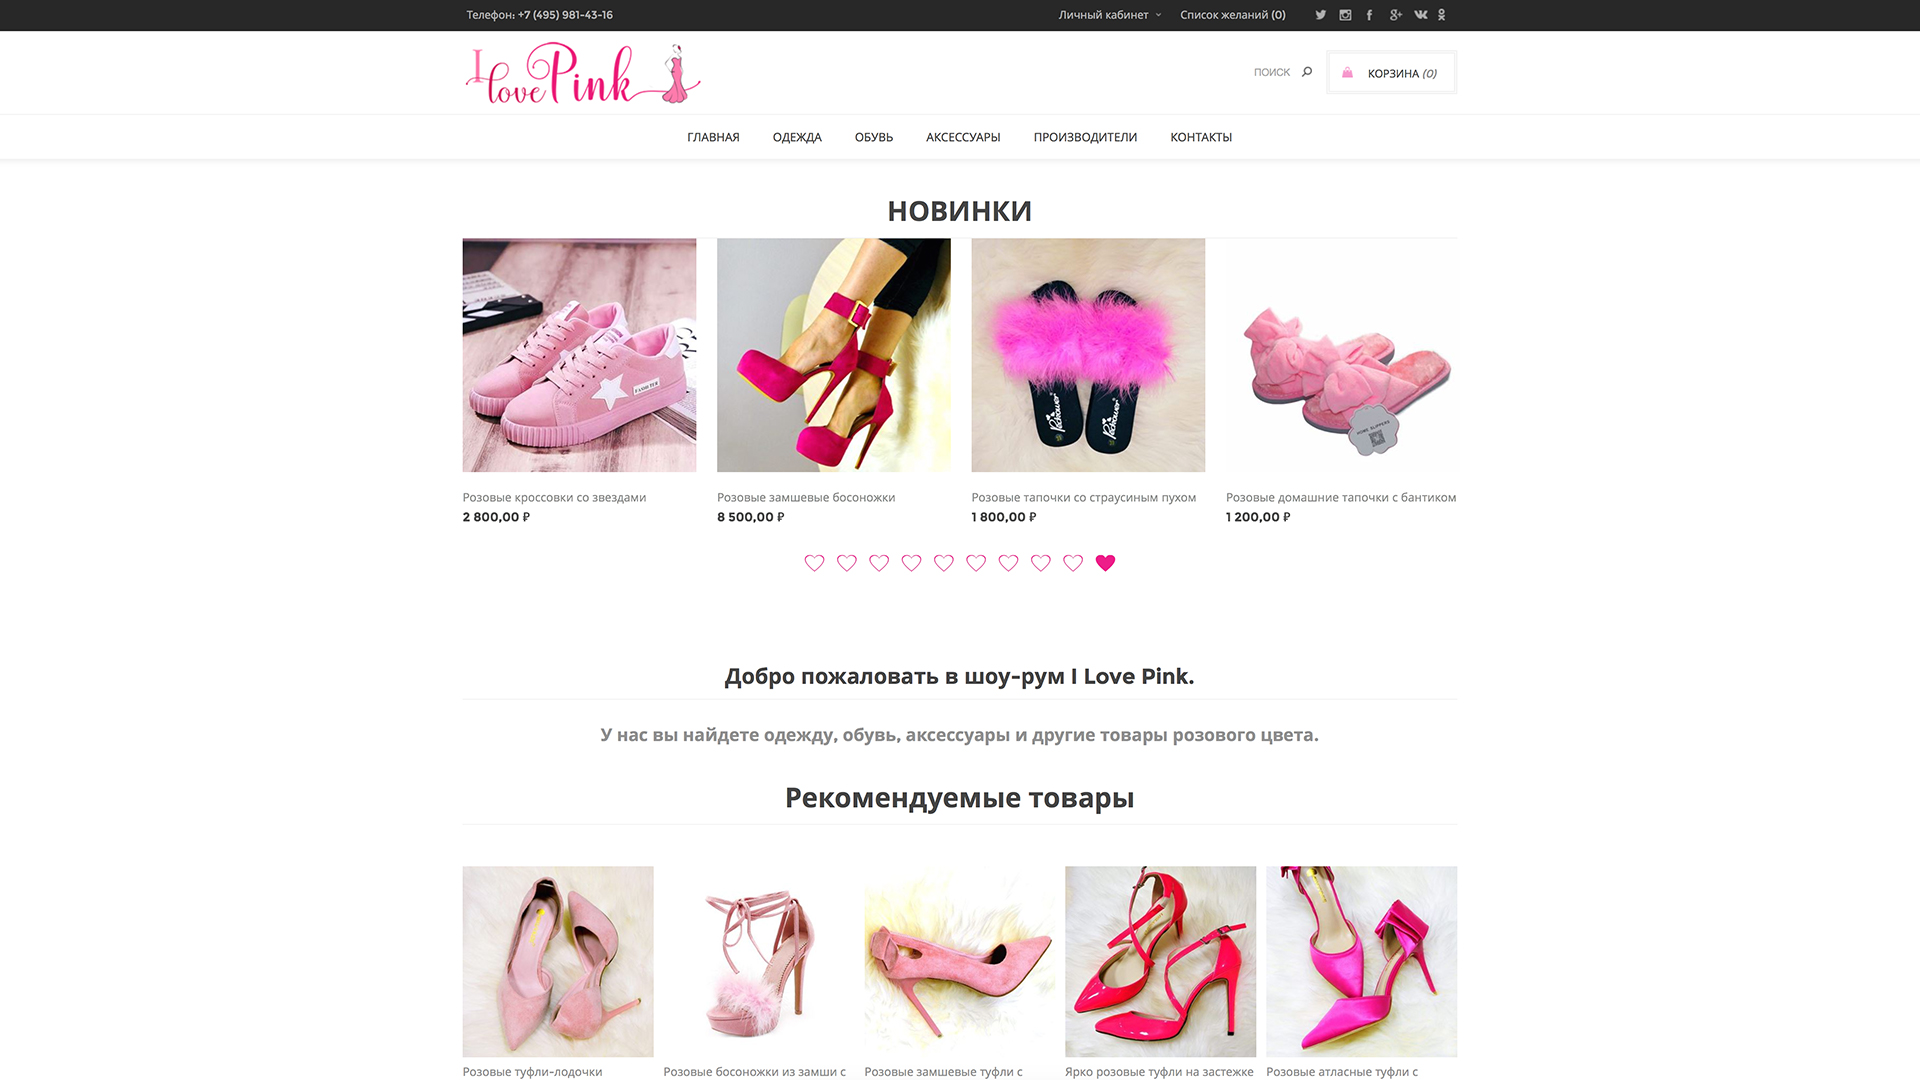 Телефон: +7 (495) 981-43-16
Личный кабинет
Список желаний (0)
I love Pink
ПОИСК
КОРЗИНА (0)
ГЛАВНАЯ
ОДЕЖДА
ОБУВЬ
АКСЕССУАРЫ
ПРОИЗВОДИТЕЛИ
КОНТАКТЫ
НОВИНКИ
HOME SLIPPERS
Розовые кроссовки со звездами
2 800,00 ₽
Розовые замшевые босоножки
8 500,00 ₽
Розовые тапочки со страусиным пухом
1 800,00 ₽
Розовые домашние тапочки с бантиком
1 200,00 ₽
Добро пожаловать в шоу-рум I Love Pink.
У нас вы найдете одежду, обувь, аксессуары и другие товары розового цвета.
Рекомендуемые товары
Розовые туфли-лодочки
Розовые босоножки из замши с
Розовые замшевые туфли с
Ярко розовые туфли на застежке
Розовые атласные туфли с